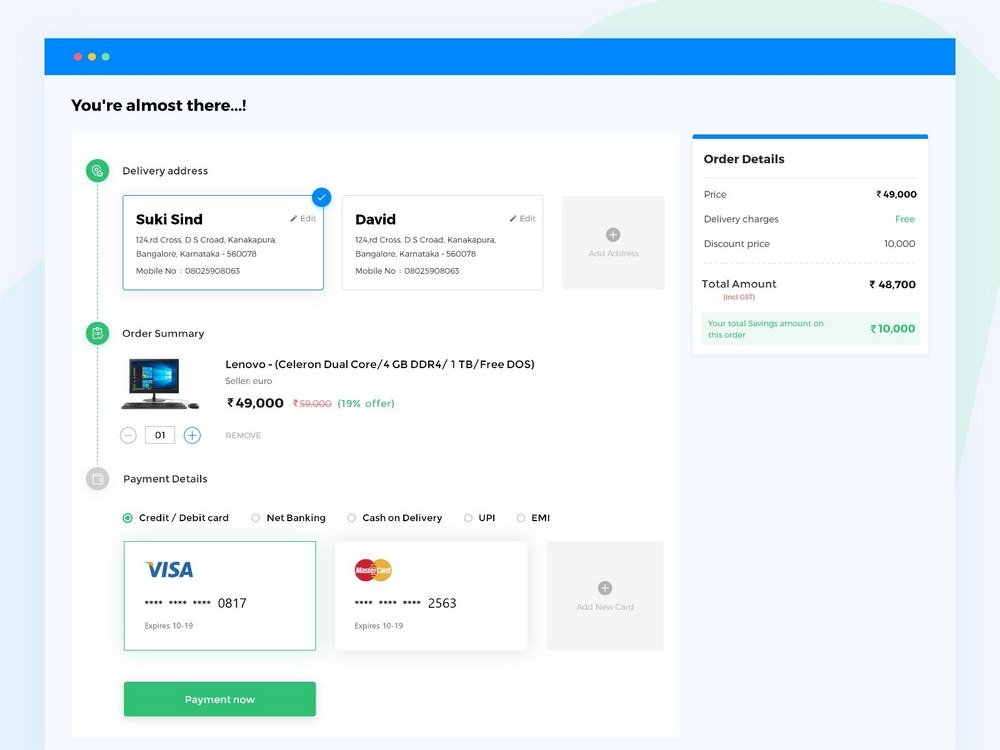 You're almost there...!
Delivery address
Suki Sind
Edit
124,rd Cross, D S Croad, Kanakapura,
Bangalore, Karnataka - 560078
Mobile No : 08025908063
David
Edit
124,rd Cross, D S Croad, Kanakapura,
Bangalore, Karnataka - 560078
Mobile No : 08025908063
Add Address
Order Summary
Lenovo - (Celeron Dual Core/4 GB DDR4/ 1 TB/Free DOS)
Seller: euro
₹49,000 ₹59,000 (19% offer)
01
REMOVE
Payment Details
Credit / Debit card
Net Banking
Cash on Delivery
UPI
EMI
VISA
**** **** **** 0817
Expires 10-19
MasterCard
**** **** **** 2563
Expires 10-19
Add New Card
Payment now
Order Details
Price ₹49,000
Delivery charges Free
Discount price 10,000
Total Amount ₹ 48,700
(Incl GST)
Your total Savings amount on
this order
₹10,000